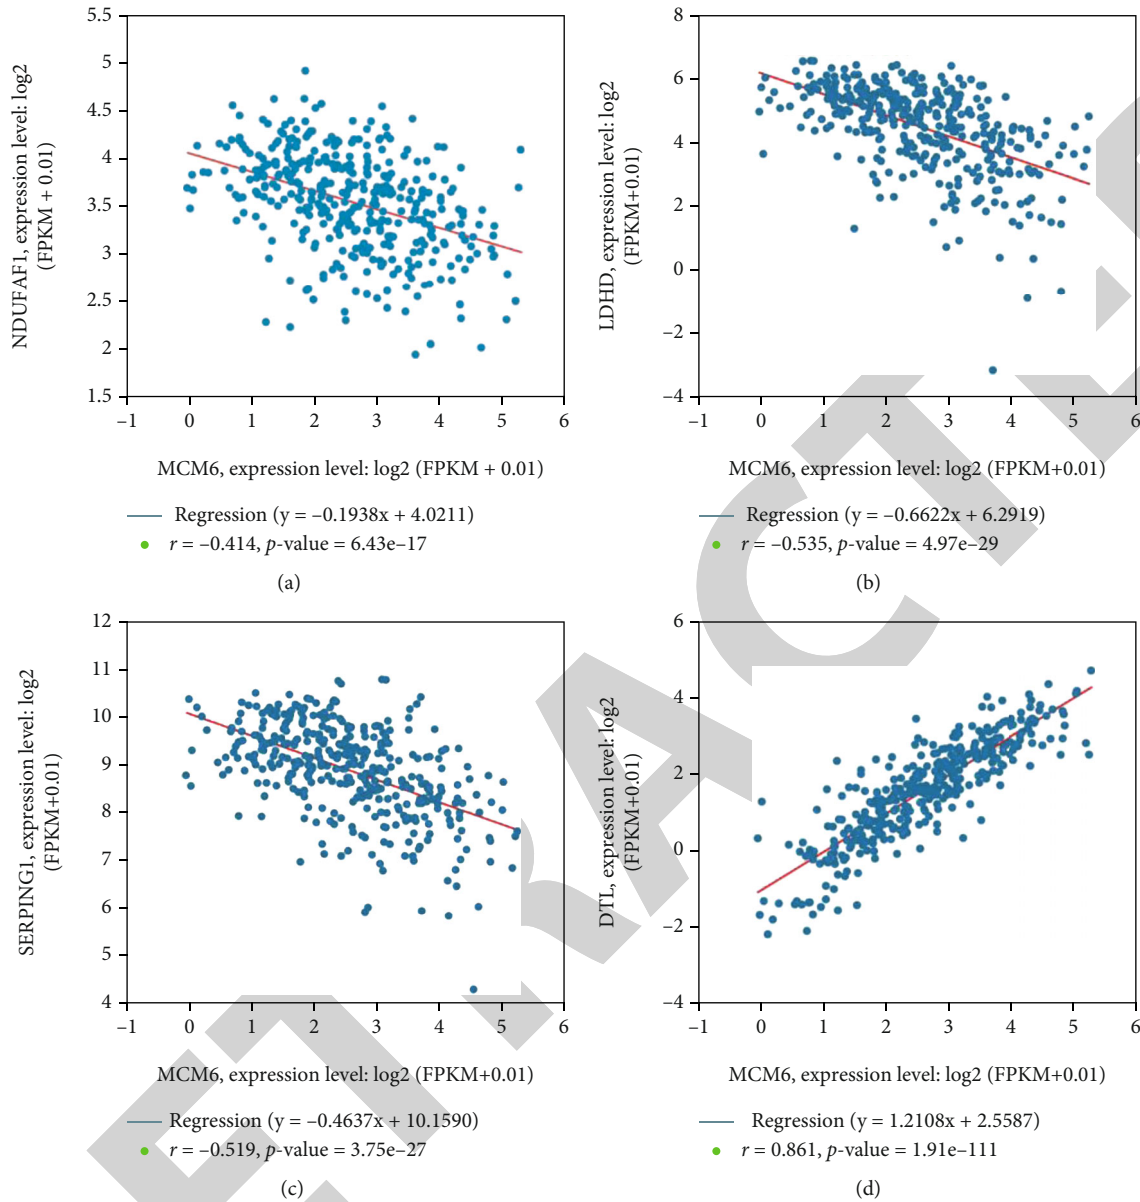 5.5
5
4.5
4
3.5
3
2.5
2
1.5
–1 0 1 2 3 4 5 6
NDUFAF1, expression level: log2
(FPKM + 0.01)
MCM6, expression level: log2 (FPKM + 0.01)
Regression (y = –0.1938x + 4.0211)
r = –0.414, p-value = 6.43e–17
(a)
8
6
4
2
0
–2
–4
–1 0 1 2 3 4 5 6
LDHD, expression level: log2
(FPKM+0.01)
MCM6, expression level: log2 (FPKM+0.01)
Regression (y = –0.6622x + 6.2919)
r = –0.535, p-value = 4.97e–29
(b)
12
11
10
9
8
7
6
5
4
–1 0 1 2 3 4 5 6
SERPING1, expression level: log2
(FPKM+0.01)
MCM6, expression level: log2 (FPKM+0.01)
Regression (y = –0.4637x + 10.1590)
r = –0.519, p-value = 3.75e–27
(c)
6
4
2
0
–2
–4
–1 0 1 2 3 4 5 6
DTL, expression level: log2
(FPKM+0.01)
MCM6, expression level: log2 (FPKM+0.01)
Regression (y = 1.2108x + 2.5587)
r = 0.861, p-value = 1.91e–111
(d)